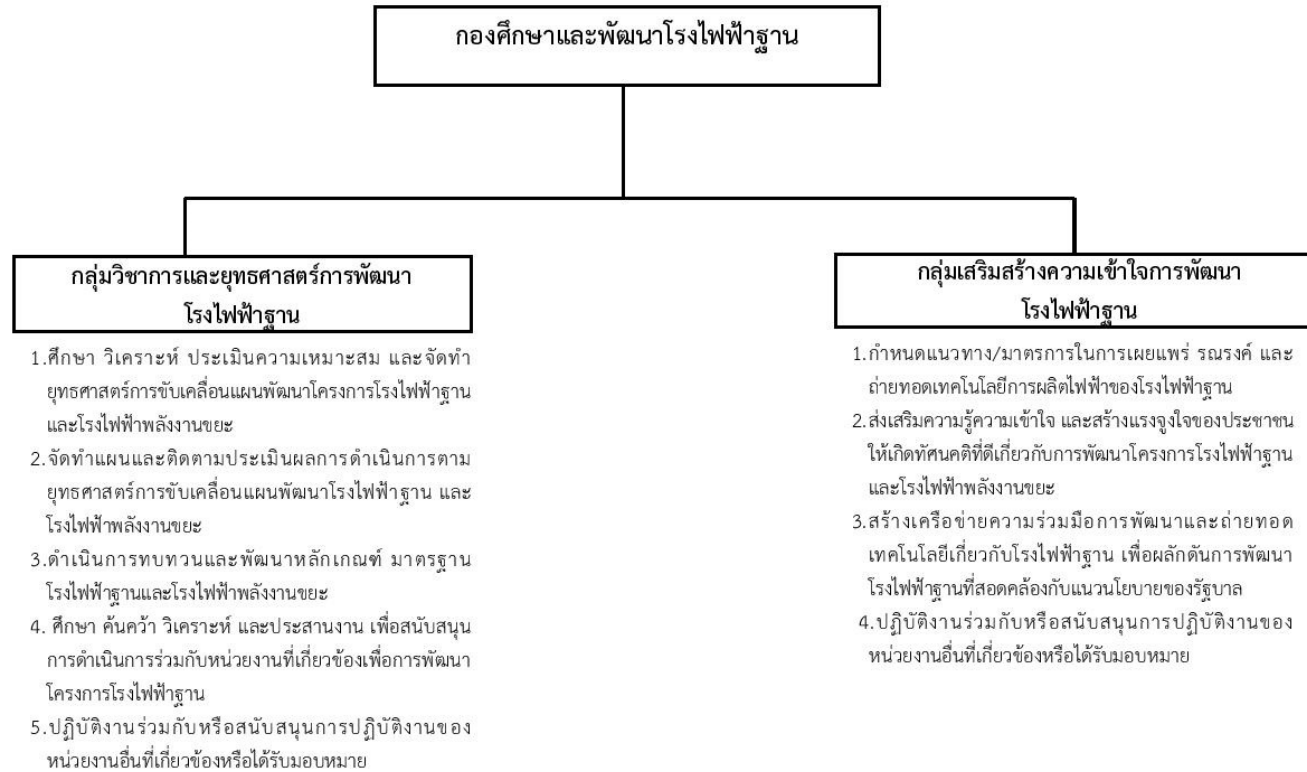 กองศึกษาและพัฒนาโรงไฟฟ้าฐาน
กลุ่มวิชาการและยุทธศาสตร์การพัฒนา
โรงไฟฟ้าฐาน
1.ศึกษา วิเคราะห์ ประเมินความเหมาะสม และจัดทำ
ยุทธศาสตร์การขับเคลื่อนแผนพัฒนาโครงการโรงไฟฟ้าฐาน
และโรงไฟฟ้าพลังงานขยะ
2.จัดทำแผนและติดตามประเมินผลการดำเนินการตาม
ยุทธศาสตร์การขับเคลื่อนแผนพัฒนาโรงไฟฟ้าฐาน และ
โรงไฟฟ้าพลังงานขยะ
3.ดำเนินการทบทวนและพัฒนาหลักเกณฑ์ มาตรฐาน
โรงไฟฟ้าฐานและโรงไฟฟ้าพลังงานขยะ
4. ศึกษา ค้นคว้า วิเคราะห์ และประสานงาน เพื่อสนับสนุน
การดำเนินการร่วมกับหน่วยงานที่เกี่ยวข้องเพื่อการพัฒนา
โครงการโรงไฟฟ้าฐาน
5.ปฏิบัติงานร่วมกับหรือสนับสนุนการปฏิบัติงานของ
หน่วยงานอื่นที่เกี่ยวข้องหรือได้รับมอบหมาย
กลุ่มเสริมสร้างความเข้าใจการพัฒนา
โรงไฟฟ้าฐาน
1.กำหนดแนวทาง/มาตรการในการเผยแพร่ รณรงค์ และ
ถ่ายทอดเทคโนโลยีการผลิตไฟฟ้าของโรงไฟฟ้าฐาน
2.ส่งเสริมความรู้ความเข้าใจ และสร้างแรงจูงใจของประชาชน
ให้เกิดทัศนคติที่ดีเกี่ยวกับการพัฒนาโครงการโรงไฟฟ้าฐาน
และโรงไฟฟ้าพลังงานขยะ
3.สร้างเครือข่ายความร่วมมือการพัฒนาและถ่ายทอด
เทคโนโลยีเกี่ยวกับโรงไฟฟ้าฐาน เพื่อผลักดันการพัฒนา
โรงไฟฟ้าฐานที่สอดคล้องกับแนวนโยบายของรัฐบาล
4.ปฏิบัติงานร่วมกับหรือสนับสนุนการปฏิบัติงานของ
หน่วยงานอื่นที่เกี่ยวข้องหรือได้รับมอบหมาย